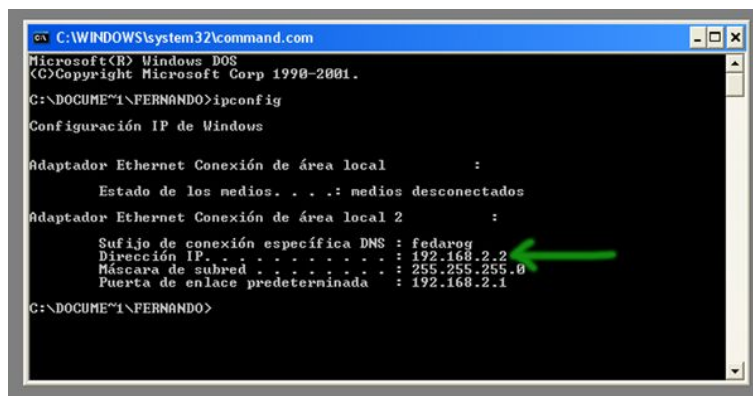 C:\WINDOWS\system32\command.com
Microsoft(R) Windows DOS
(C)Copyright Microsoft Corp 1990-2001.
C:\DOCUME~1\FERNANDO>ipconfig
Configuración IP de Windows
Adaptador Ethernet Conexión de área local          :
Estado de los medios. . . .: medios desconectados
Adaptador Ethernet Conexión de área local 2          :
Sufijo de conexión específica DNS : fedarog
Dirección IP. . . . . . . . . . . : 192.168.2.2
Máscara de subred . . . . . . . . : 255.255.255.0
Puerta de enlace predeterminada   : 192.168.2.1
C:\DOCUME~1\FERNANDO>